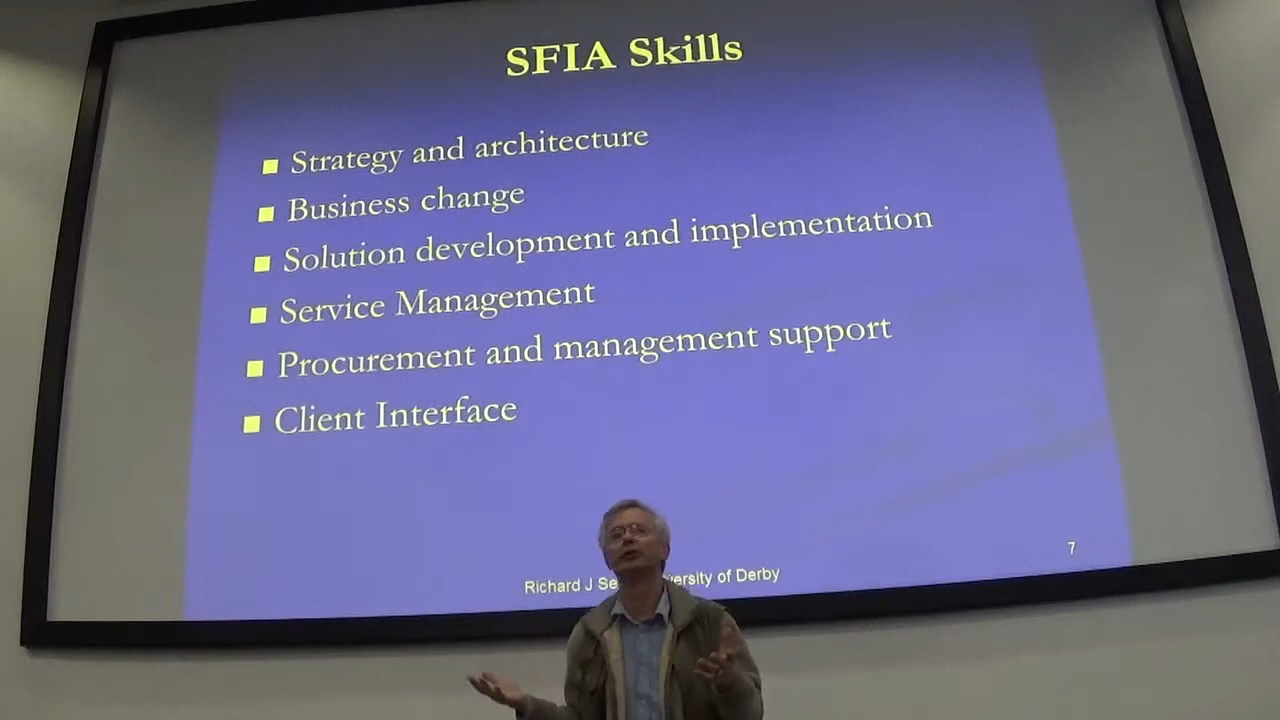 SFIA Skills
Strategy and architecture
Business change
Solution development and implementation
Service Management
Procurement and management support
Client Interface
7
Richard J of Derby